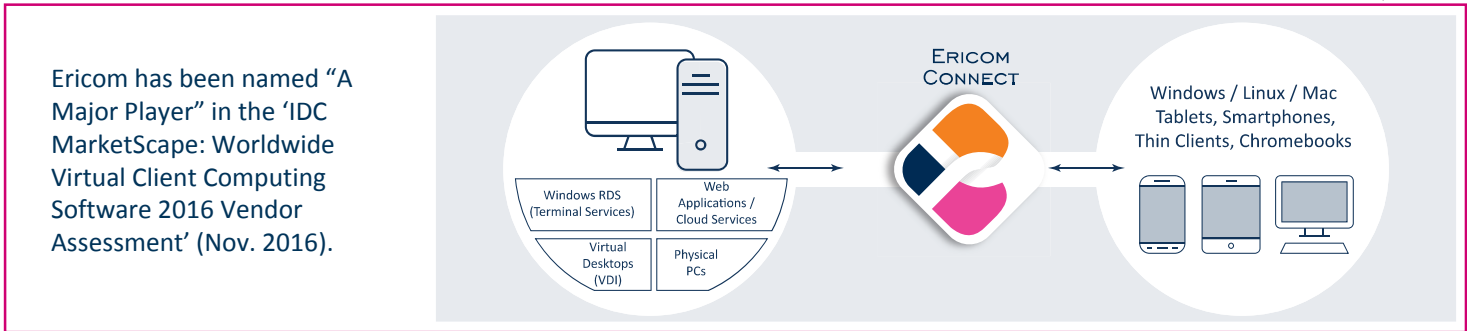 Ericom has been named “A
Major Player” in the ‘IDC
MarketScape: Worldwide
Virtual Client Computing
Software 2016 Vendor
Assessment’ (Nov. 2016).
Windows RDS
(Terminal Services)
Web
Applications /
Cloud Services
Virtual
Desktops
(VDI)
Physical
PCs
ERICOM
CONNECT
Windows / Linux / Mac
Tablets, Smartphones,
Thin Clients, Chromebooks